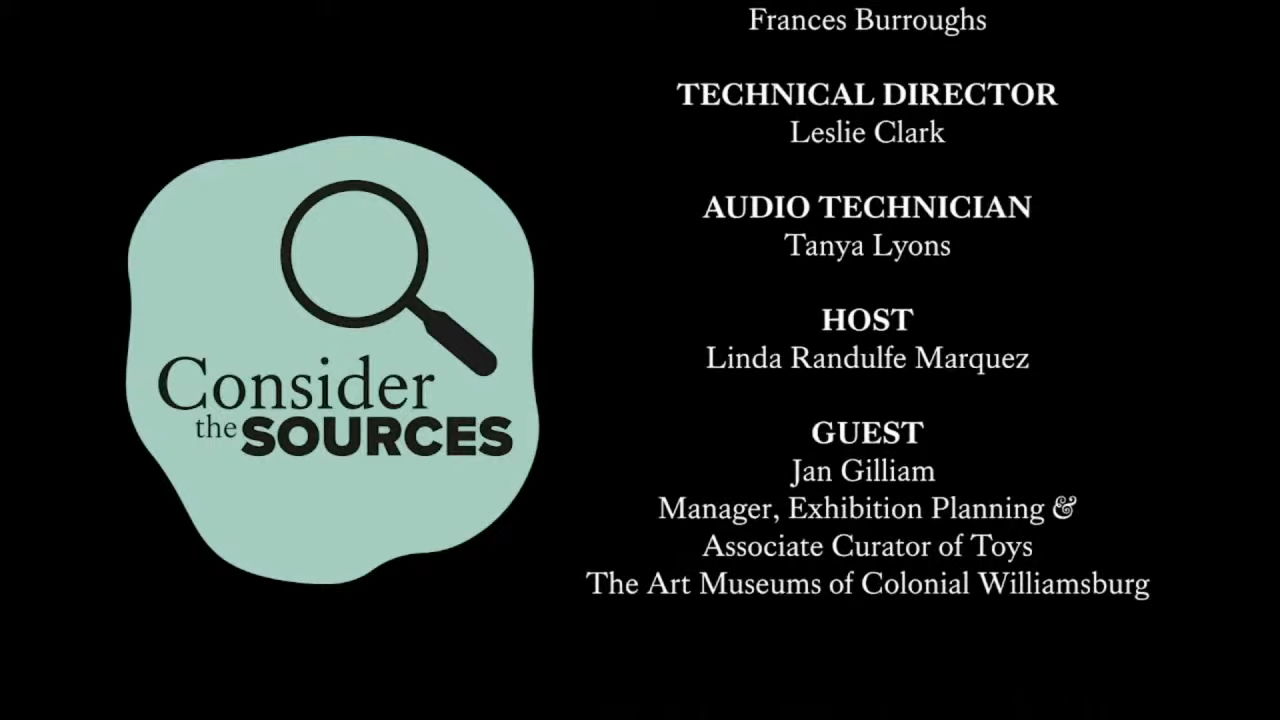 Consider
the SOURCES
Frances Burroughs
TECHNICAL DIRECTOR
Leslie Clark
AUDIO TECHNICIAN
Tanya Lyons
HOST
Linda Randulfe Marquez
GUEST
Jan Gilliam
Manager, Exhibition Planning &
Associate Curator of Toys
The Art Museums of Colonial Williamsburg